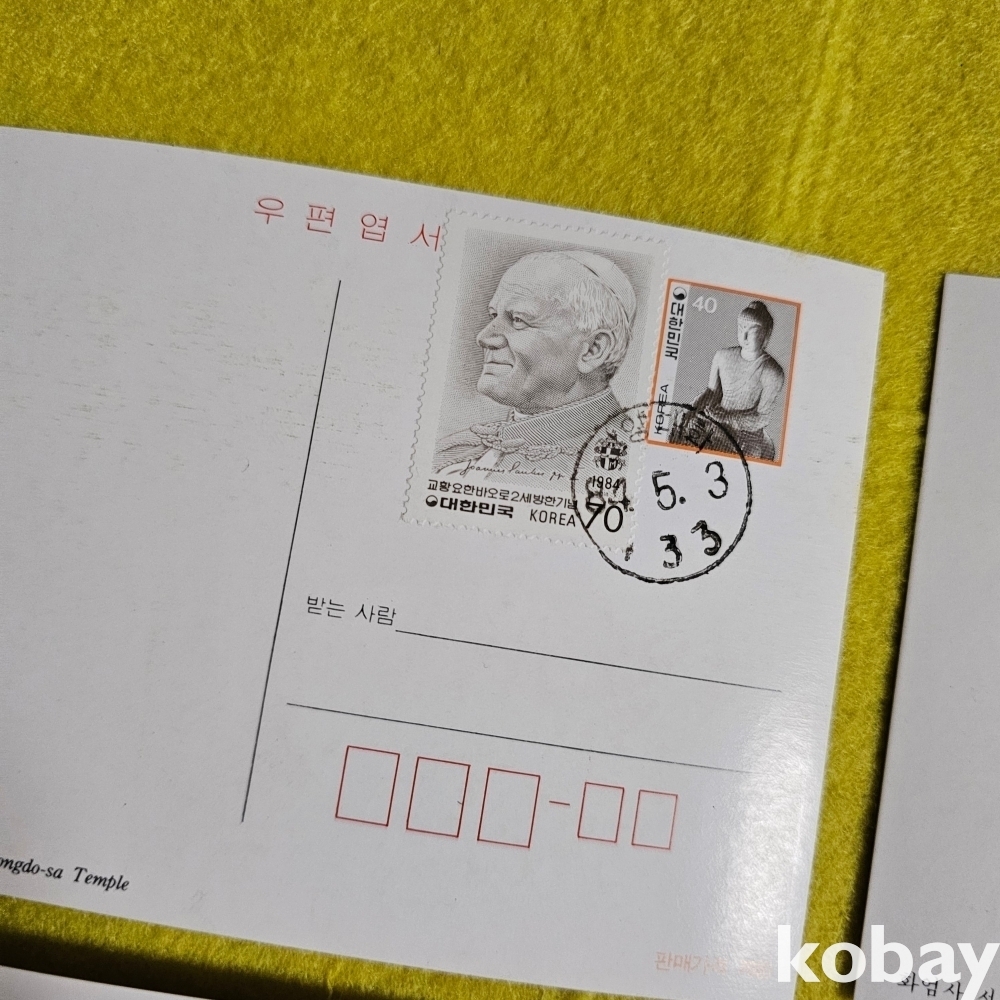 우편엽서
대한민국
40
KOREA
1984
교황요한바오로2세방한기념
대한민국 KOREA 70
5. 3
33
받는 사람
Temple
kobay